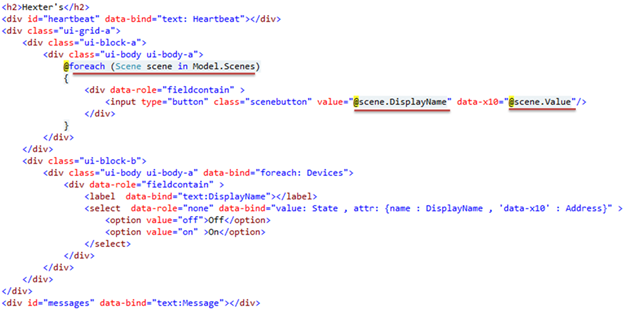 <h2>Hexter's</h2>
<div id="heartbeat" data-bind="text: Heartbeat"></div>
<div class="ui-grid-a">
    <div class="ui-block-a">
        <div class="ui-body ui-body-a">
            @foreach (Scene scene in Model.Scenes)
            {
                <div data-role="fieldcontain" >
                    <input type="button" class="scenebutton" value="@scene.DisplayName" data-x10="@scene.Value"/>
                </div>
            }
        </div>
    </div>
    <div class="ui-block-b">
        <div class="ui-body ui-body-a" data-bind="foreach: Devices">
            <div data-role="fieldcontain" >
                <label  data-bind="text:DisplayName"></label>
                <select  data-role="none" data-bind="value: State , attr: {name : DisplayName , 'data-x10' : Address}" >
                    <option value="off">Off</option>
                    <option value="on" >On</option>
                </select>
            </div>
        </div>
    </div>
</div>
<div id="messages" data-bind="text:Message"></div>